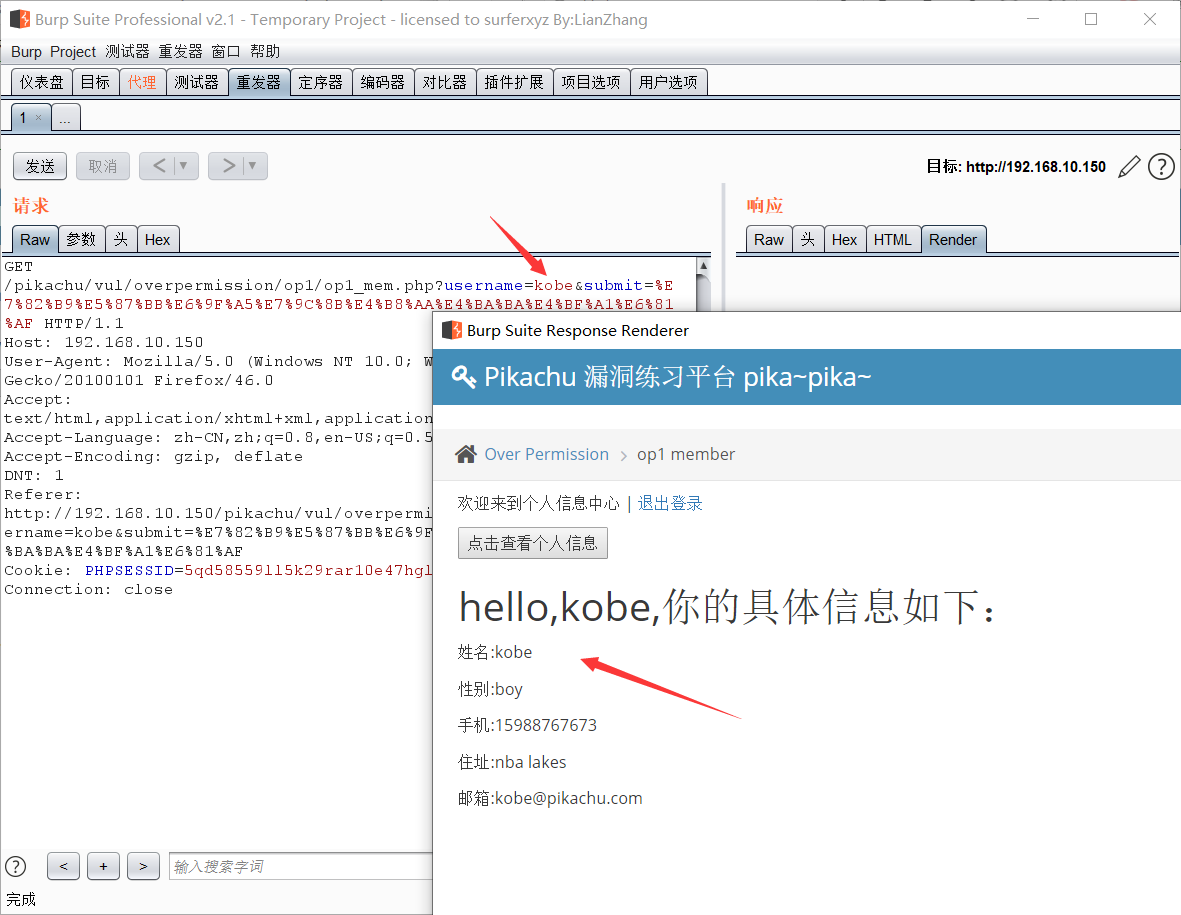 Burp Suite Professional v2.1 - Temporary Project - licensed to surferxyz By:LianZhang
Burp Project 测试器 重发器 窗口 帮助
仪表盘 目标 代理 测试器 重发器 定序器 编码器 对比器 插件扩展 项目选项 用户选项
1 × ...
发送 取消 < ▼ > ▼ 目标: http://192.168.10.150 ?
请求
Raw 参数 头 Hex
GET
/pikachu/vul/overpermission/op1/op1_mem.php?username=kobe&submit=%E
7%82%B9%E5%87%BB%E6%9F%A5%E7%9C%8B%E4%B8%AA%E4%BA%BA%E4%BF%A1%E6%81
%AF HTTP/1.1
Host: 192.168.10.150
User-Agent: Mozilla/5.0 (Windows NT 10.0; W
Gecko/20100101 Firefox/46.0
Accept:
text/html,application/xhtml+xml,application
Accept-Language: zh-CN,zh;q=0.8,en-US;q=0.5
Accept-Encoding: gzip, deflate
DNT: 1
Referer:
http://192.168.10.150/pikachu/vul/overpermi
ername=kobe&submit=%E7%82%B9%E5%87%BB%E6%9F
%BA%BA%E4%BF%A1%E6%81%AF
Cookie: PHPSESSID=5qd58559ll5k29rar10e47hgl
Connection: close
? < + > 输入搜索字词
完成
响应
Raw 头 Hex HTML Render
Burp Suite Response Renderer
Pikachu 漏洞练习平台 pika~pika~
Over Permission > op1 member
欢迎来到个人信息中心 | 退出登录
点击查看个人信息
hello,kobe,你的具体信息如下：
姓名:kobe
性别:boy
手机:15988767673
住址:nba lakes
邮箱:kobe@pikachu.com